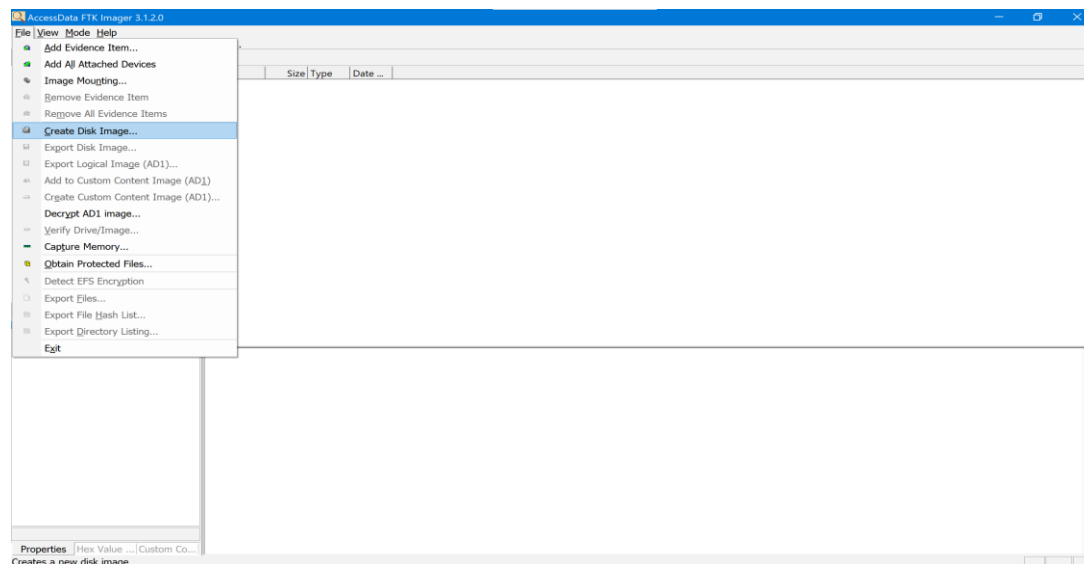 AccessData FTK Imager 3.1.2.0
File View Mode Help
Add Evidence Item...
Add All Attached Devices
Image Mounting...
Remove Evidence Item
Remove All Evidence Items
Create Disk Image...
Export Disk Image...
Export Logical Image (AD1)...
Add to Custom Content Image (AD1)
Create Custom Content Image (AD1)...
Decrypt AD1 image...
Verify Drive/Image...
Capture Memory...
Obtain Protected Files...
Detect EFS Encryption
Export Files...
Export File Hash List...
Export Directory Listing...
Exit
Size Type Date ...
Properties Hex Value ... Custom Co...
Creates a new disk image